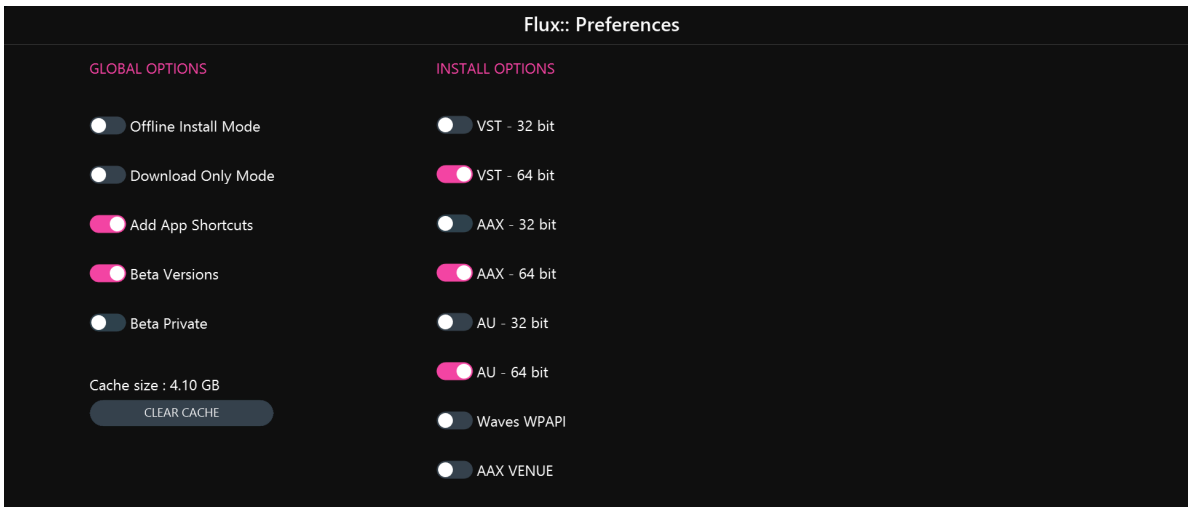 Flux:: Preferences
GLOBAL OPTIONS
Offline Install Mode
Download Only Mode
Add App Shortcuts
Beta Versions
Beta Private
Cache size : 4.10 GB
CLEAR CACHE
INSTALL OPTIONS
VST - 32 bit
VST - 64 bit
AAX - 32 bit
AAX - 64 bit
AU - 32 bit
AU - 64 bit
Waves WPAPI
AAX VENUE